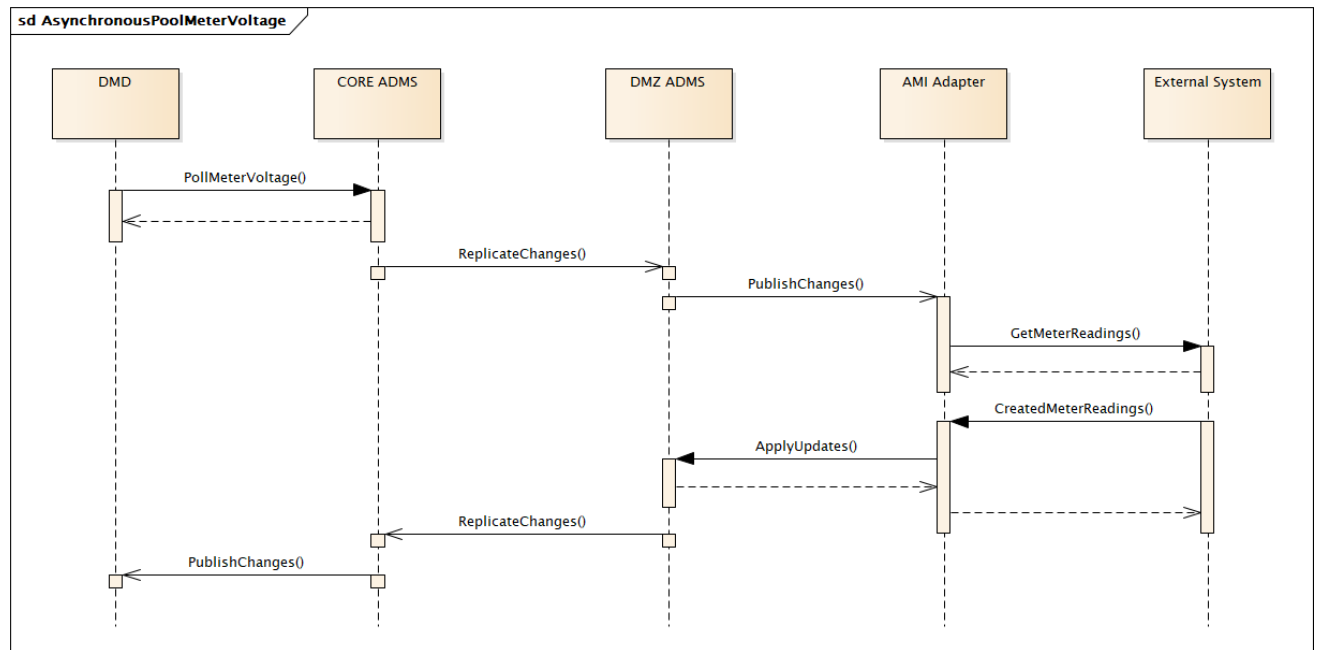 sd AsynchronousPoolMeterVoltage
DMD
CORE ADMS
DMZ ADMS
AMI Adapter
External System
PollMeterVoltage()
ReplicateChanges()
PublishChanges()
GetMeterReadings()
CreatedMeterReadings()
ApplyUpdates()
ReplicateChanges()
PublishChanges()